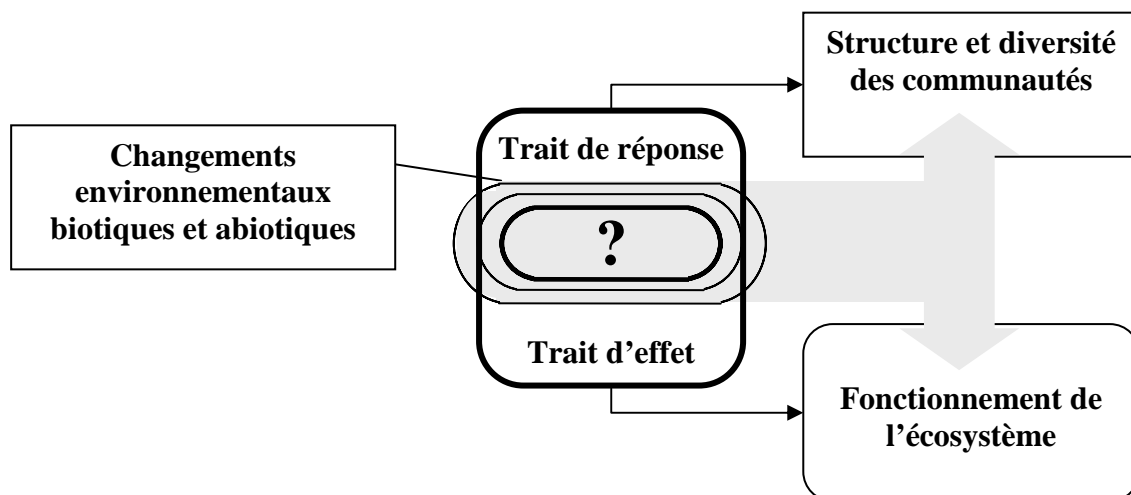 Structure et diversité
des communautés
Trait de réponse
Changements
environnementaux
biotiques et abiotiques
?
Trait d’effet
Fonctionnement de
l’écosystème